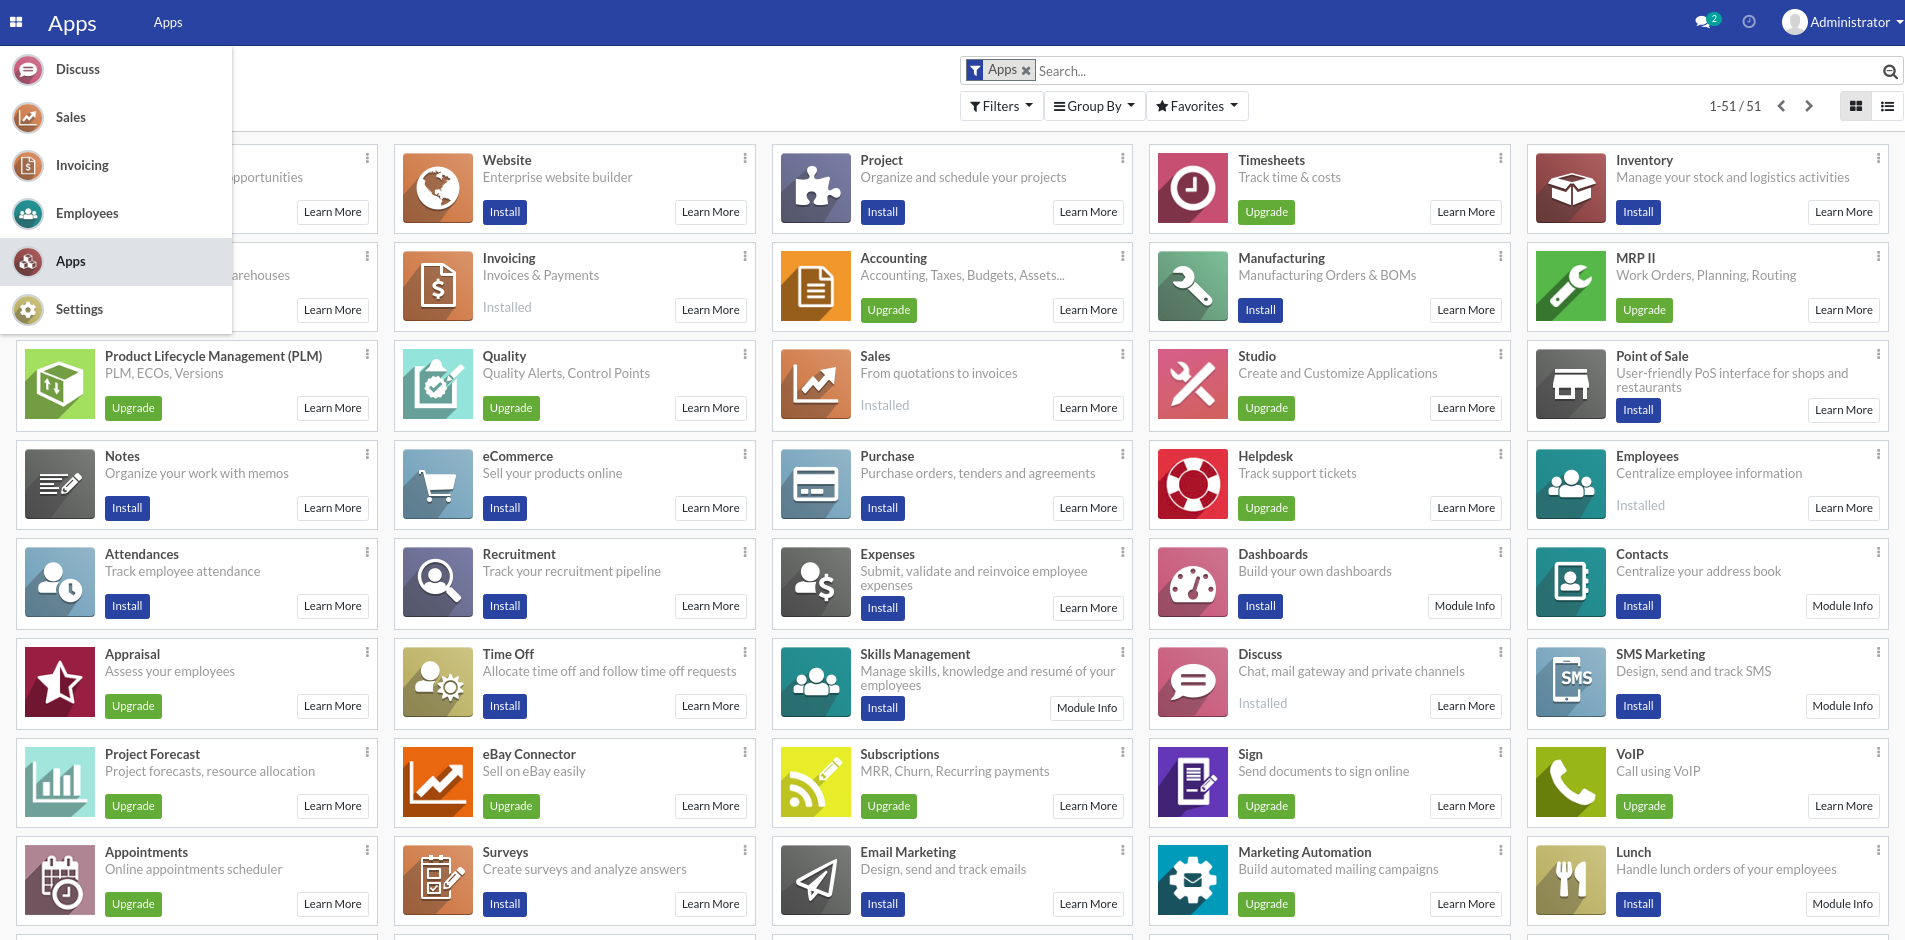 Apps
Apps
2
Administrator
Discuss
Sales
Invoicing
Employees
Apps
Settings
Apps
Search...
Filters
Group By
Favorites
1-51 / 51
pportunities
Learn More
Website
Enterprise website builder
Install
Learn More
Project
Organize and schedule your projects
Install
Learn More
Timesheets
Track time & costs
Upgrade
Learn More
Inventory
Manage your stock and logistics activities
Install
Learn More
arehouses
Learn More
Invoicing
Invoices & Payments
Installed
Learn More
Accounting
Accounting, Taxes, Budgets, Assets...
Upgrade
Learn More
Manufacturing
Manufacturing Orders & BOMs
Install
Learn More
MRP II
Work Orders, Planning, Routing
Upgrade
Learn More
Product Lifecycle Management (PLM)
PLM, ECOs, Versions
Upgrade
Learn More
Quality
Quality Alerts, Control Points
Upgrade
Learn More
Sales
From quotations to invoices
Installed
Learn More
Studio
Create and Customize Applications
Upgrade
Learn More
Point of Sale
User-friendly PoS interface for shops and
restaurants
Install
Learn More
Notes
Organize your work with memos
Install
Learn More
eCommerce
Sell your products online
Install
Learn More
Purchase
Purchase orders, tenders and agreements
Install
Learn More
Helpdesk
Track support tickets
Upgrade
Learn More
Employees
Centralize employee information
Installed
Learn More
Attendances
Track employee attendance
Install
Learn More
Recruitment
Track your recruitment pipeline
Install
Learn More
Expenses
Submit, validate and reinvoice employee
expenses
Install
Learn More
Dashboards
Build your own dashboards
Install
Module Info
Contacts
Centralize your address book
Install
Module Info
Appraisal
Assess your employees
Upgrade
Learn More
Time Off
Allocate time off and follow time off requests
Install
Learn More
Skills Management
Manage skills, knowledge and resumé of your
employees
Install
Module Info
Discuss
Chat, mail gateway and private channels
Installed
Learn More
SMS
SMS Marketing
Design, send and track SMS
Install
Module Info
Project Forecast
Project forecasts, resource allocation
Upgrade
Learn More
eBay Connector
Sell on eBay easily
Upgrade
Learn More
Subscriptions
MRR, Churn, Recurring payments
Upgrade
Learn More
Sign
Send documents to sign online
Upgrade
Learn More
VoIP
Call using VoIP
Upgrade
Learn More
Appointments
Online appointments scheduler
Upgrade
Learn More
Surveys
Create surveys and analyze answers
Install
Learn More
Email Marketing
Design, send and track emails
Install
Learn More
Marketing Automation
Build automated mailing campaigns
Upgrade
Learn More
Lunch
Handle lunch orders of your employees
Install
Module Info